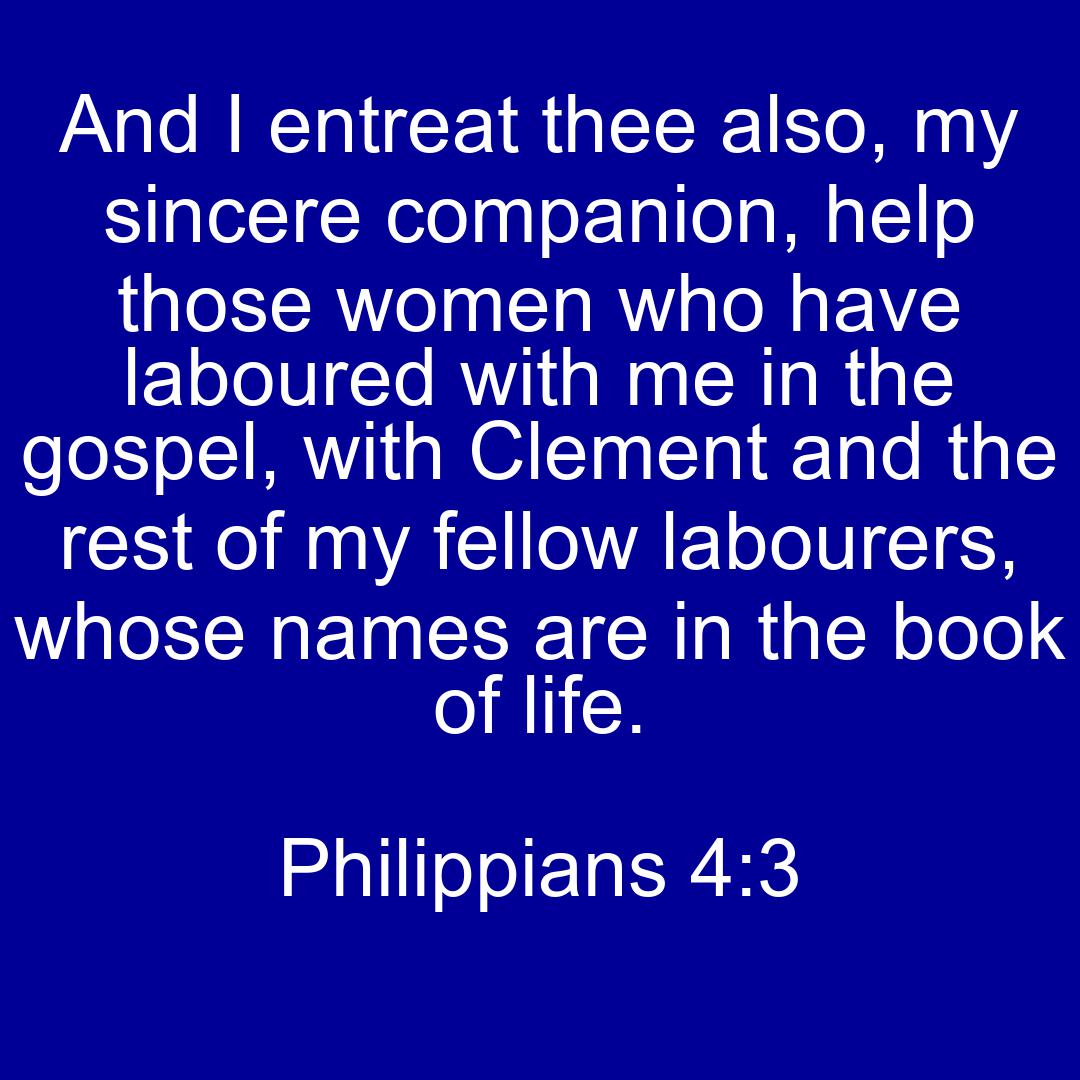 And I entreat thee also, my
sincere companion, help
those women who have
laboured with me in the
gospel, with Clement and the
rest of my fellow labourers,
whose names are in the book
of life.
Philippians 4:3